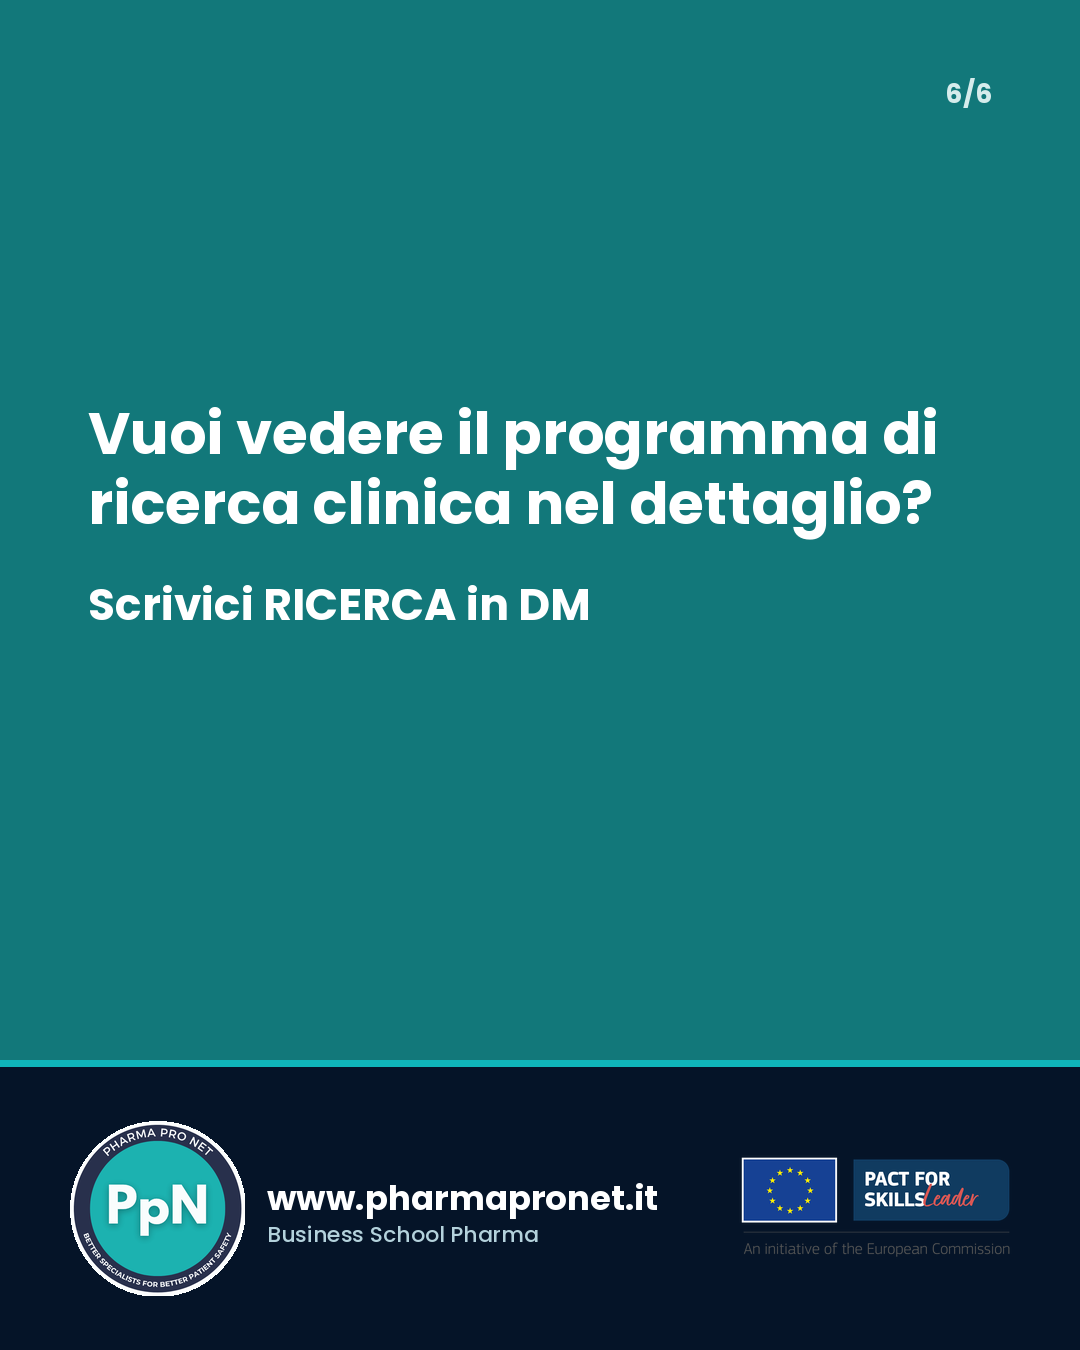 6/6
Vuoi vedere il programma di
ricerca clinica nel dettaglio?
Scrivici RICERCA in DM
PHARMA PRO NET
PpN
BETTER SPECIALISTS FOR BETTER PATIENT SAFETY
www.pharmapronet.it
Business School Pharma
PACT FOR
SKILLS Leader
An initiative of the European Commission